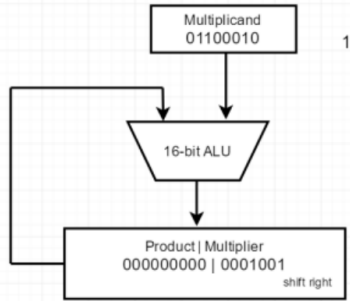 Multiplicand
01100010
1
16-bit ALU
Product | Multiplier
000000000 | 0001001
shift right